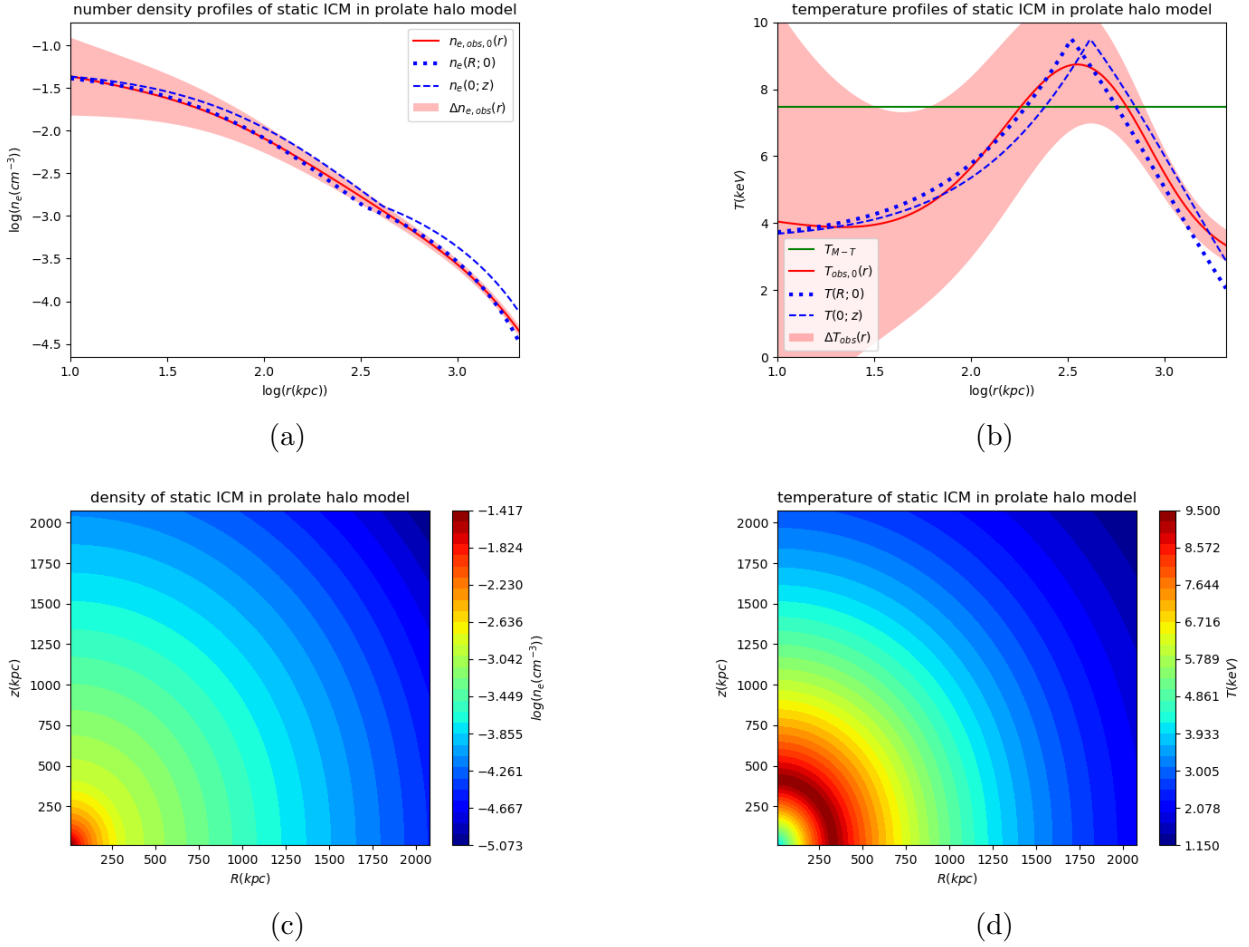 number density profiles of static ICM in prolate halo model
n_{e,obs,0}(r)
n_e(R; 0)
n_e(0; z)
Δn_{e,obs}(r)
log(n_e(cm^{-3}))
−1.0
−1.5
−2.0
−2.5
−3.0
−3.5
−4.0
−4.5
1.0 1.5 2.0 2.5 3.0
log(r(kpc))
(a)
temperature profiles of static ICM in prolate halo model
T(keV)
10
8
6
4
2
0
T_{M−T}
T_{obs,0}(r)
T(R; 0)
T(0; z)
ΔT_{obs}(r)
1.0 1.5 2.0 2.5 3.0
log(r(kpc))
(b)
density of static ICM in prolate halo model
z(kpc)
2000
1750
1500
1250
1000
750
500
250
250 500 750 1000 1250 1500 1750 2000
R(kpc)
−1.417
−1.824
−2.230
−2.636
−3.042
−3.449
−3.855
−4.261
−4.667
−5.073
log(n_e(cm^{−3}))
(c)
temperature of static ICM in prolate halo model
z(kpc)
2000
1750
1500
1250
1000
750
500
250
250 500 750 1000 1250 1500 1750 2000
R(kpc)
9.500
8.572
7.644
6.716
5.789
4.861
3.933
3.005
2.078
1.150
T(keV)
(d)